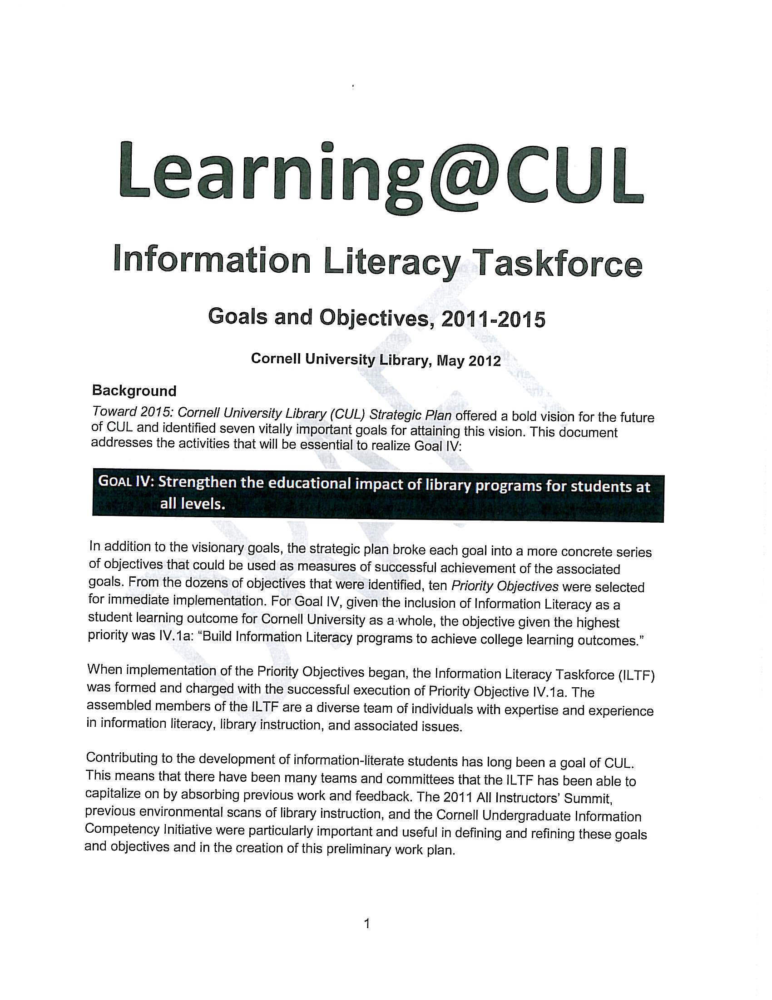 Learning@CUL
Information Literacy Taskforce
Goals and Objectives, 2011-2015
Cornell University Library, May 2012
Background
Toward 2015: Cornell University Library (CUL) Strategic Plan offered a bold vision for the future
of CUL and identified seven vitally important goals for attaining this vision. This document
addresses the activities that will be essential to realize Goal IV:
GOAL IV: Strengthen the educational impact of library programs for students at
all levels.
In addition to the visionary goals, the strategic plan broke each goal into a more concrete series
of objectives that could be used as measures of successful achievement of the associated
goals. From the dozens of objectives that were identified, ten Priority Objectives were selected
for immediate implementation. For Goal IV, given the inclusion of Information Literacy as a
student learning outcome for Cornell University as a whole, the objective given the highest
priority was IV.1a: “Build Information Literacy programs to achieve college learning outcomes.”
When implementation of the Priority Objectives began, the Information Literacy Taskforce (ILTF)
was formed and charged with the successful execution of Priority Objective IV.1a. The
assembled members of the ILTF are a diverse team of individuals with expertise and experience
in information literacy, library instruction, and associated issues.
Contributing to the development of information-literate students has long been a goal of CUL.
This means that there have been many teams and committees that the ILTF has been able to
capitalize on by absorbing previous work and feedback. The 2011 All Instructors’ Summit,
previous environmental scans of library instruction, and the Cornell Undergraduate Information
Competency Initiative were particularly important and useful in defining and refining these goals
and objectives and in the creation of this preliminary work plan.
1
DRAFT